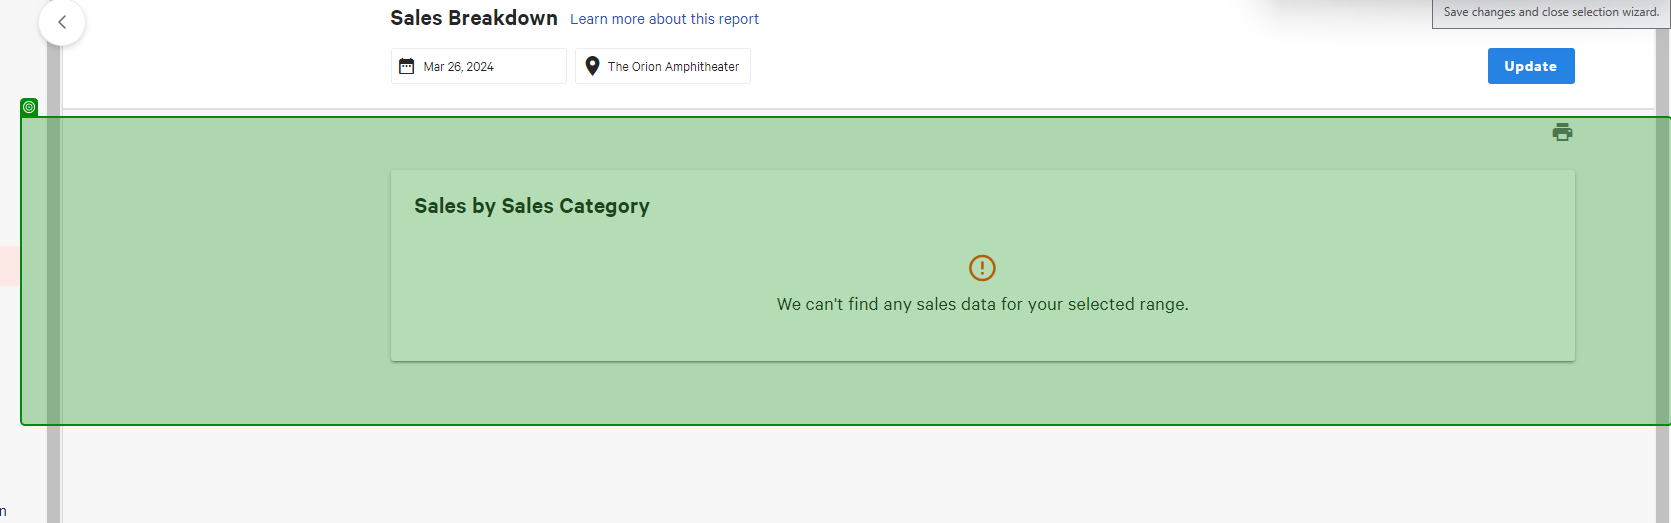 Sales Breakdown Learn more about this report
Save changes and close selection wizard.
Mar 26, 2024 The Orion Amphitheater Update
Sales by Sales Category
We can't find any sales data for your selected range.
n